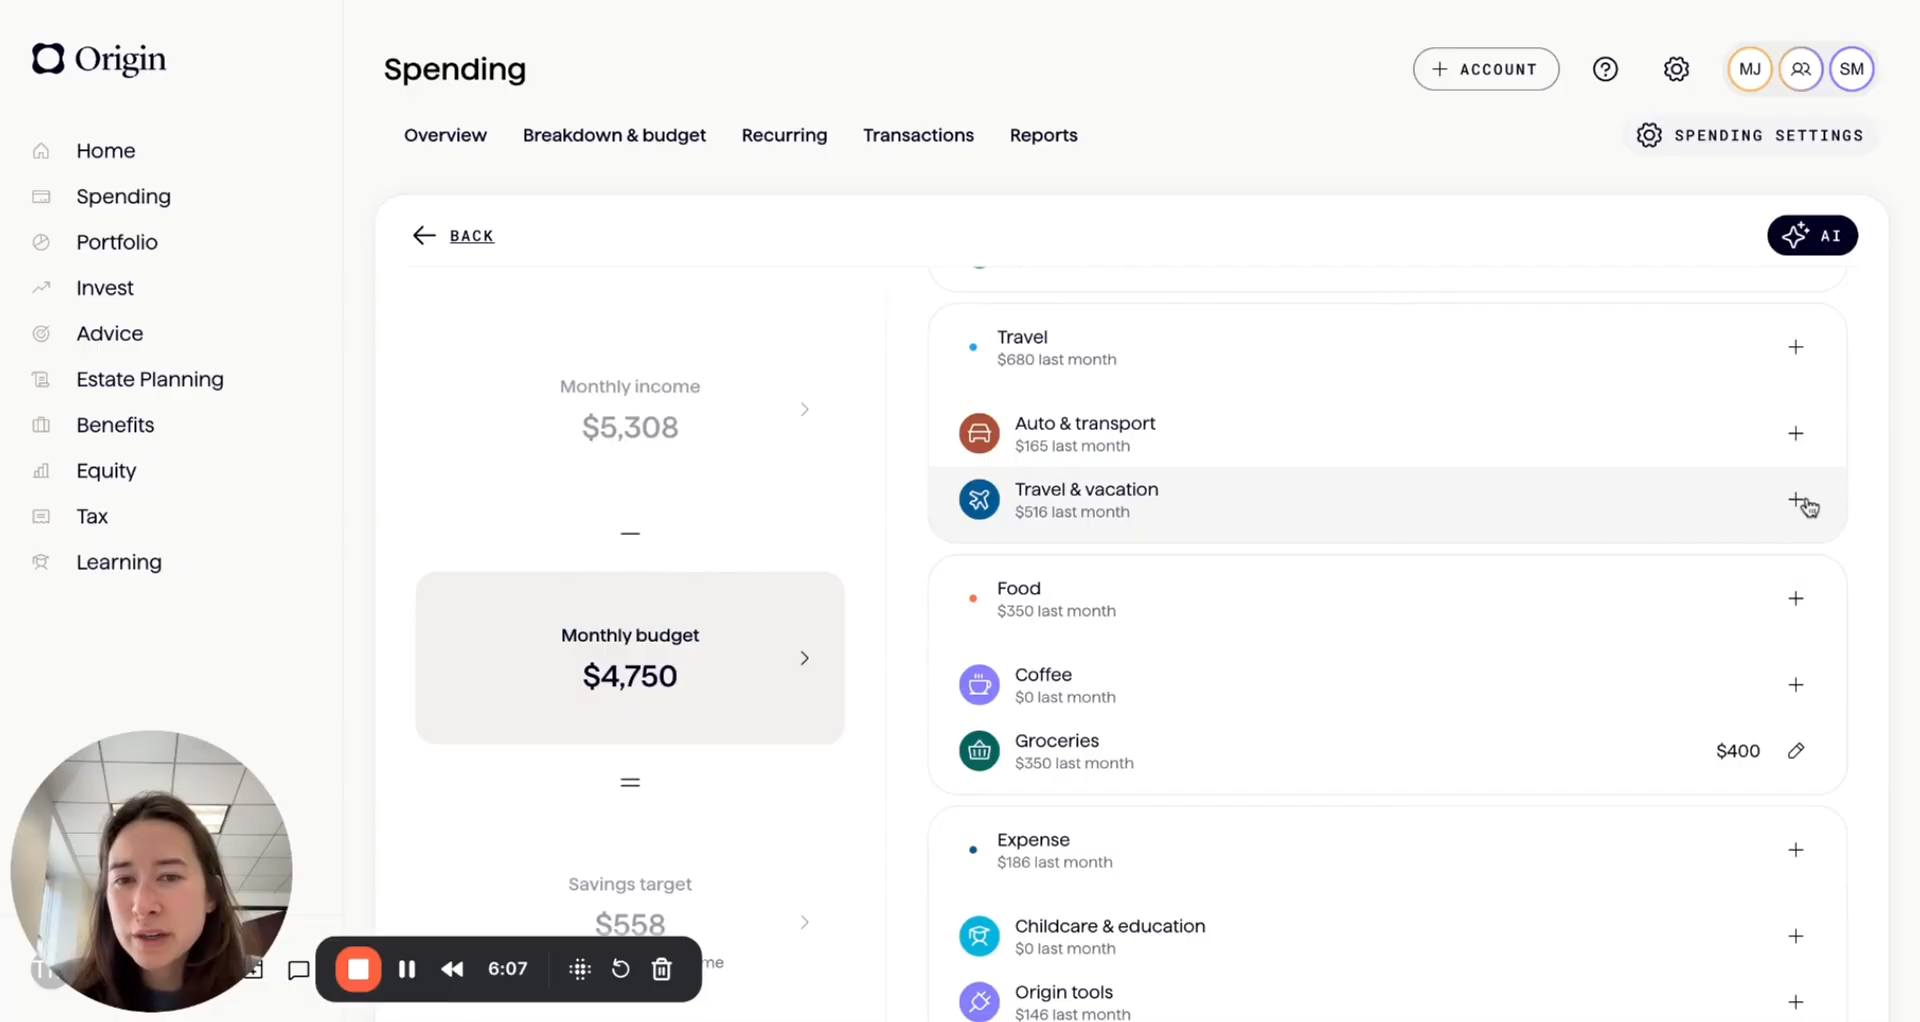 Origin
Home
Spending
Portfolio
Invest
Advice
Estate Planning
Benefits
Equity
Tax
Learning
Spending
ACCOUNT
MJ
SM
Overview
Breakdown & budget
Recurring
Transactions
Reports
SPENDING SETTINGS
BACK
AI
Monthly income
$5,308
Monthly budget
$4,750
Savings target
$558
Travel
$680 last month
Auto & transport
$165 last month
Travel & vacation
$516 last month
Food
$350 last month
Coffee
$0 last month
Groceries
$350 last month
$400
Expense
$186 last month
Childcare & education
$0 last month
Origin tools
$146 last month
6:07